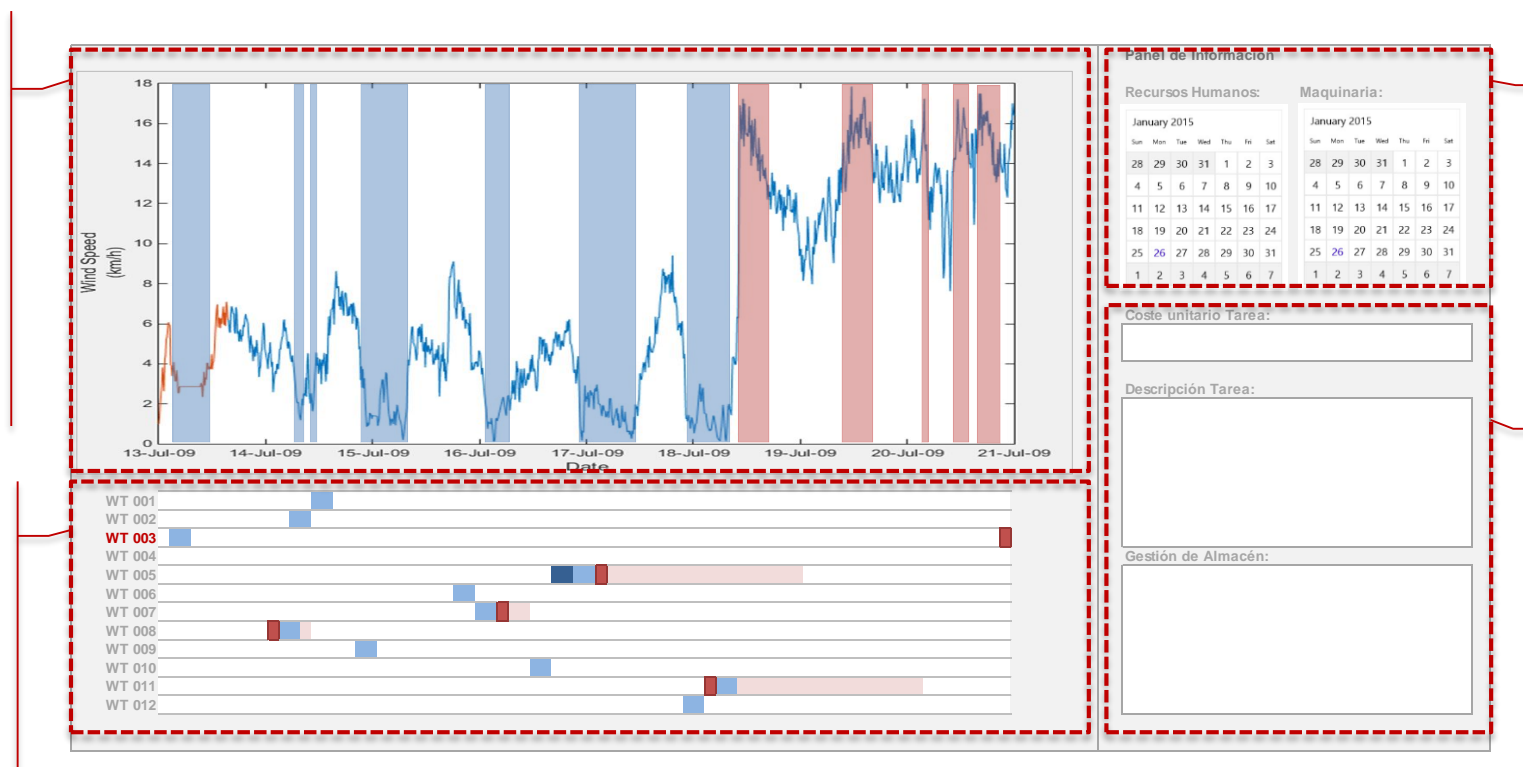 18
16
14
12
10
8
6
4
2
0
Wind Speed
(km/h)
13-Jul-09 14-Jul-09 15-Jul-09 16-Jul-09 17-Jul-09 18-Jul-09 19-Jul-09 20-Jul-09 21-Jul-09
Date
WT 001
WT 002
WT 003
WT 004
WT 005
WT 006
WT 007
WT 008
WT 009
WT 010
WT 011
WT 012
Panel de Información
Recursos Humanos:
January 2015
Sun Mon Tue Wed Thu Fri Sat
28 29 30 31 1 2 3
4 5 6 7 8 9 10
11 12 13 14 15 16 17
18 19 20 21 22 23 24
25 26 27 28 29 30 31
1 2 3 4 5 6 7
Maquinaria:
January 2015
Sun Mon Tue Wed Thu Fri Sat
28 29 30 31 1 2 3
4 5 6 7 8 9 10
11 12 13 14 15 16 17
18 19 20 21 22 23 24
25 26 27 28 29 30 31
1 2 3 4 5 6 7
Coste unitario Tarea:
Descripción Tarea:
Gestión de Almacén: